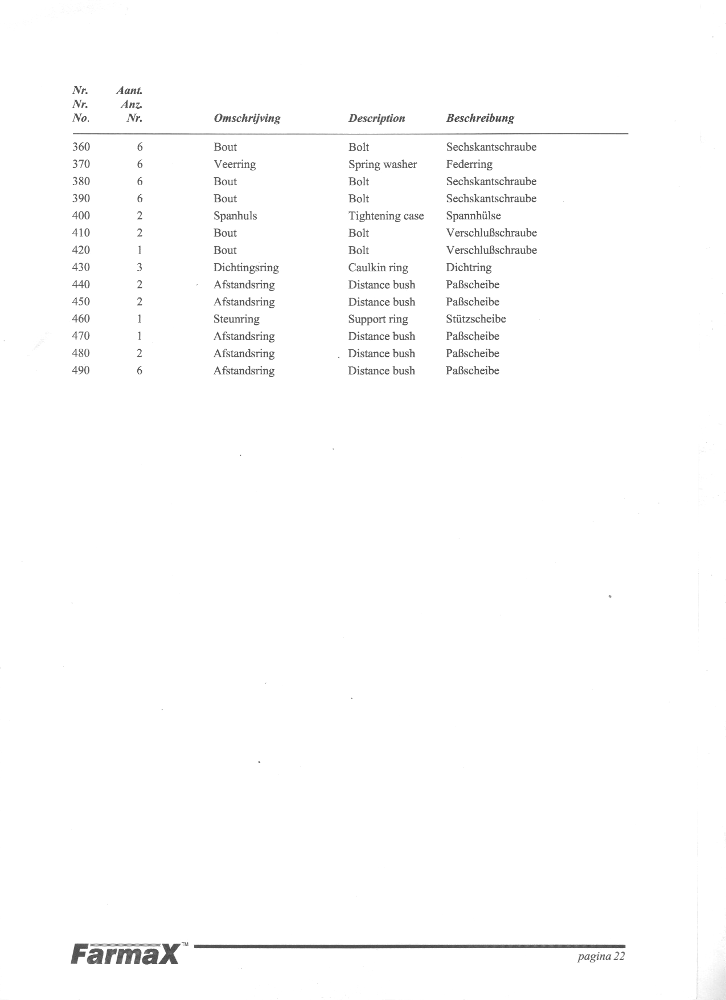 Nr. Aant.
Nr. Anz.
No. Nr. Omschrijving Description Beschreibung
360 6 Bout Bolt Sechskantschraube
370 6 Veerring Spring washer Federring
380 6 Bout Bolt Sechskantschraube
390 6 Bout Bolt Sechskantschraube
400 2 Spanhuls Tightening case Spannhülse
410 2 Bout Bolt Verschlußschraube
420 1 Bout Bolt Verschlußschraube
430 3 Dichtingsring Caulkin ring Dichtring
440 2 Afstandsring Distance bush Paßscheibe
450 2 Afstandsring Distance bush Paßscheibe
460 1 Steunring Support ring Stützscheibe
470 1 Afstandsring Distance bush Paßscheibe
480 2 Afstandsring Distance bush Paßscheibe
490 6 Afstandsring Distance bush Paßscheibe
FarmaX™
pagina 22